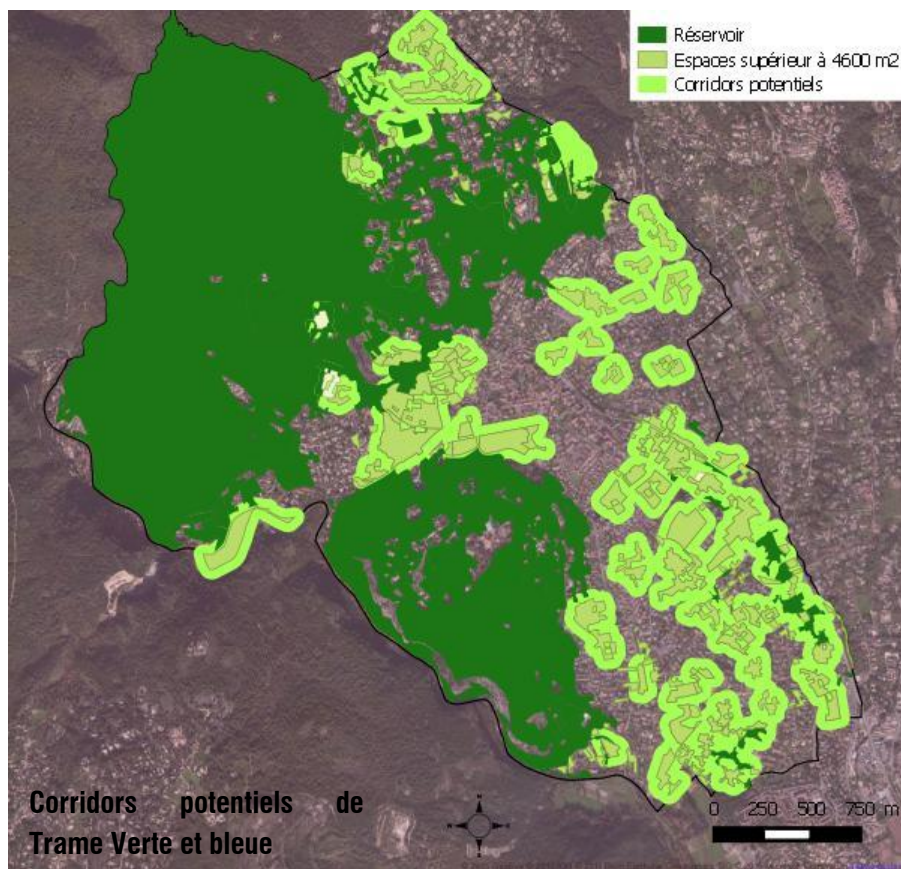 Réservoir
Espaces supérieur à 4600 m2
Corridors potentiels
Corridors potentiels de
Trame Verte et bleue
0 250 500 750 m